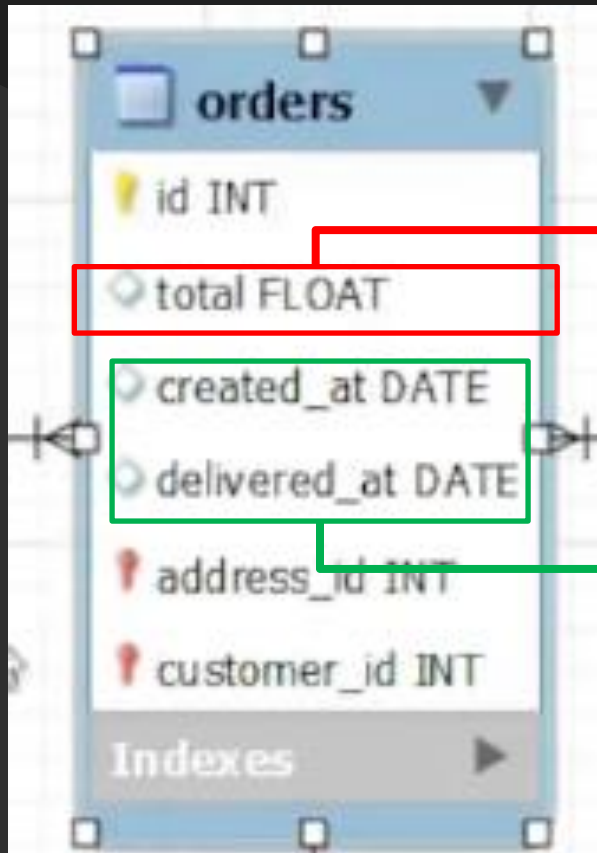 orders
id INT
total FLOAT
created_at DATE
delivered_at DATE
address_id INT
customer_id INT
Indexes